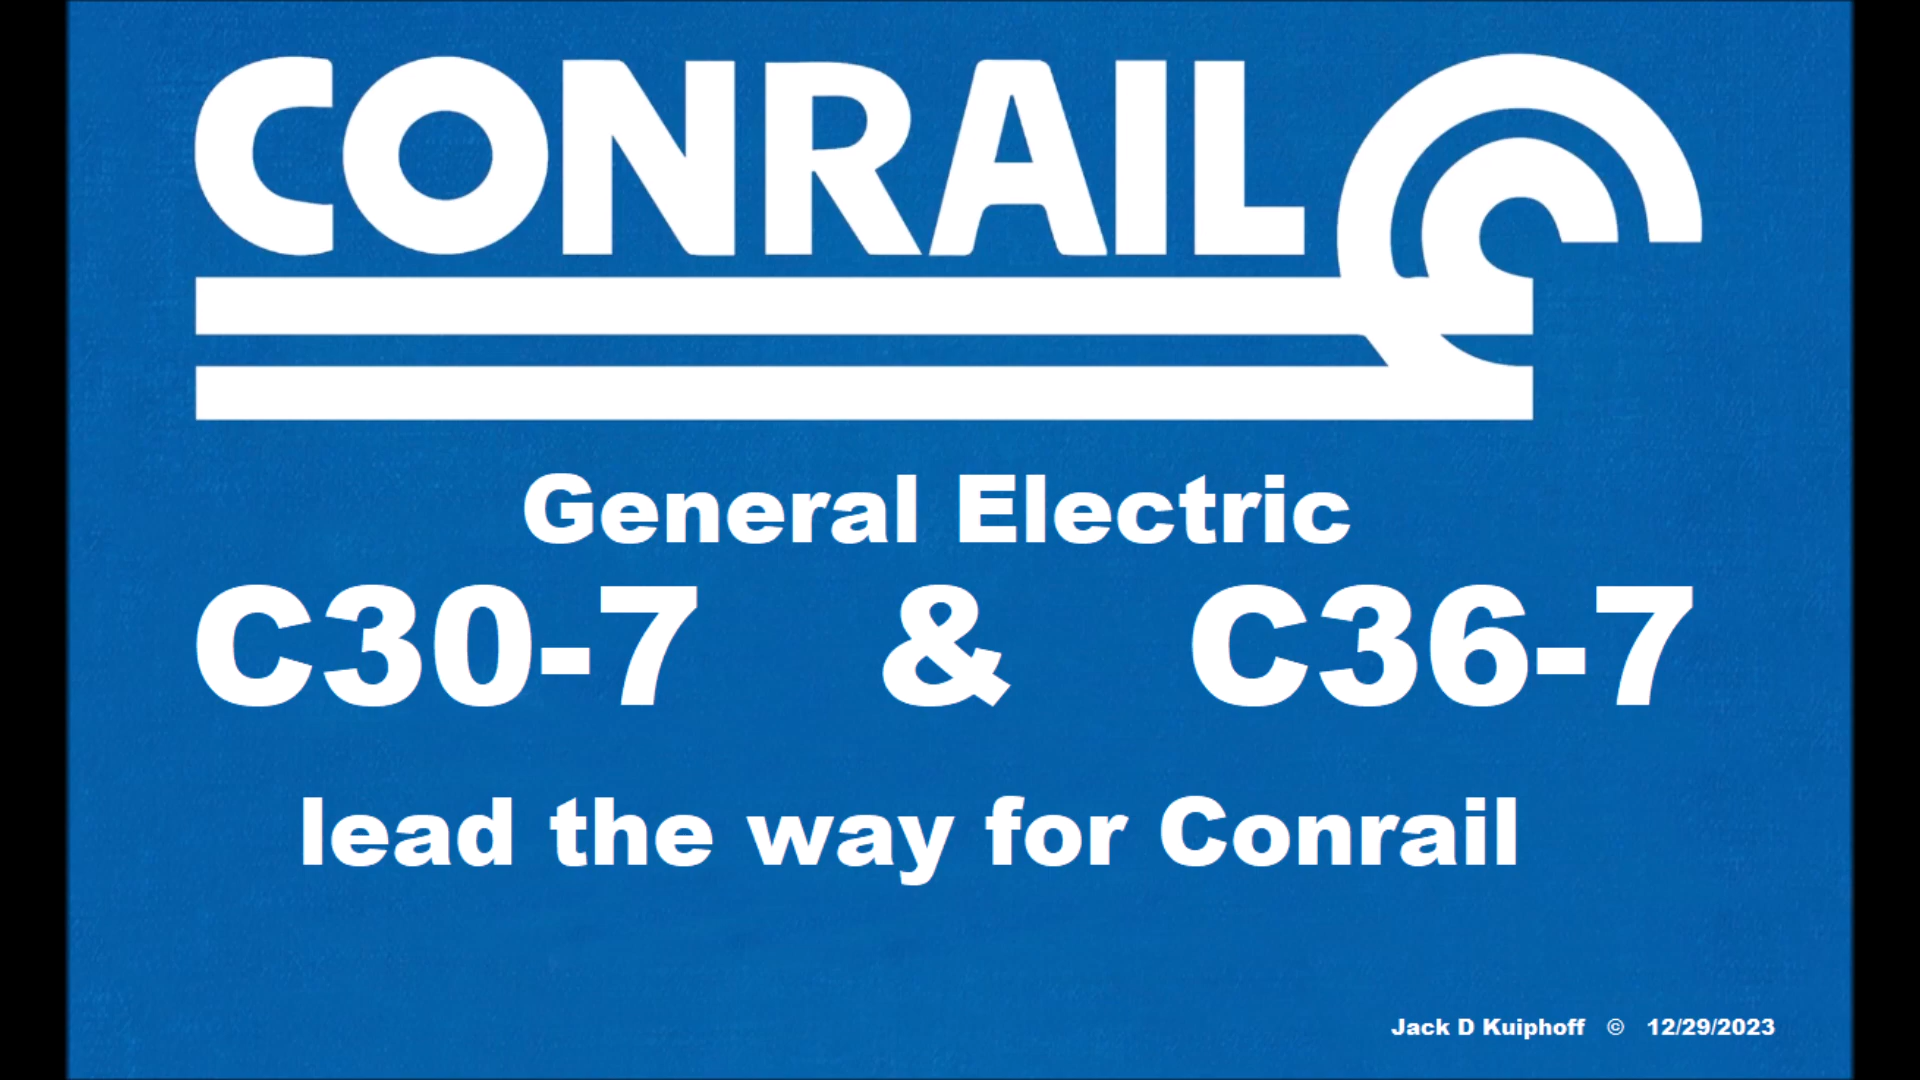 CONRAIL
General Electric
C30-7 & C36-7
lead the way for Conrail
Jack D Kuiphoff © 12/29/2023